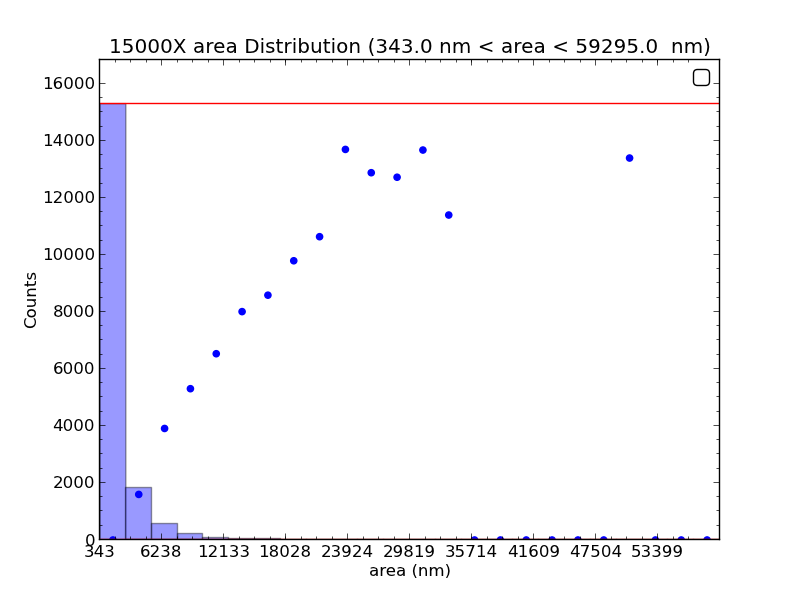 15000X area Distribution (343.0 nm < area < 59295.0  nm)
16000
14000
12000
10000
8000
6000
4000
2000
0
Counts
343 6238 12133 18028 23924 29819 35714 41609 47504 53399
area (nm)